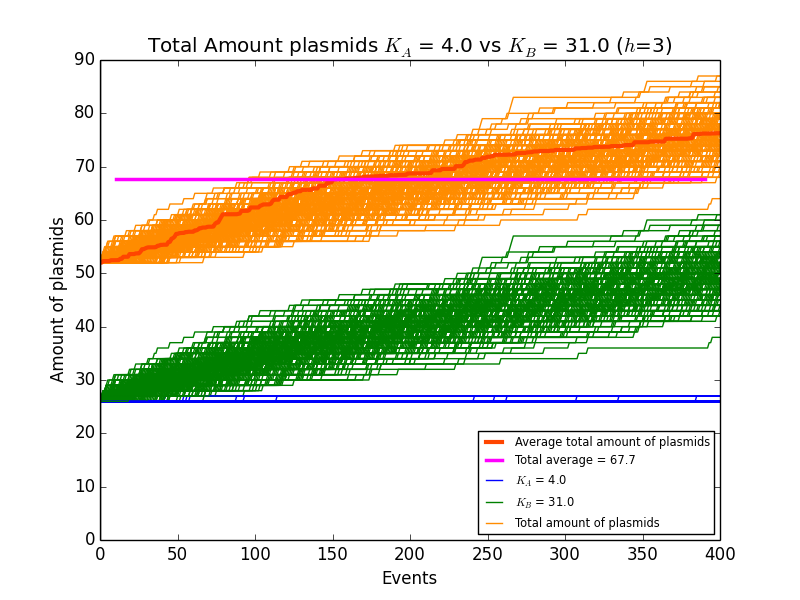 Total Amount plasmids K_A = 4.0 vs K_B = 31.0 (h=3)
90
80
70
60
50
40
30
20
10
0
Amount of plasmids
Average total amount of plasmids
Total average = 67.7
K_A = 4.0
K_B = 31.0
Total amount of plasmids
0 50 100 150 200 250 300 350 400
Events